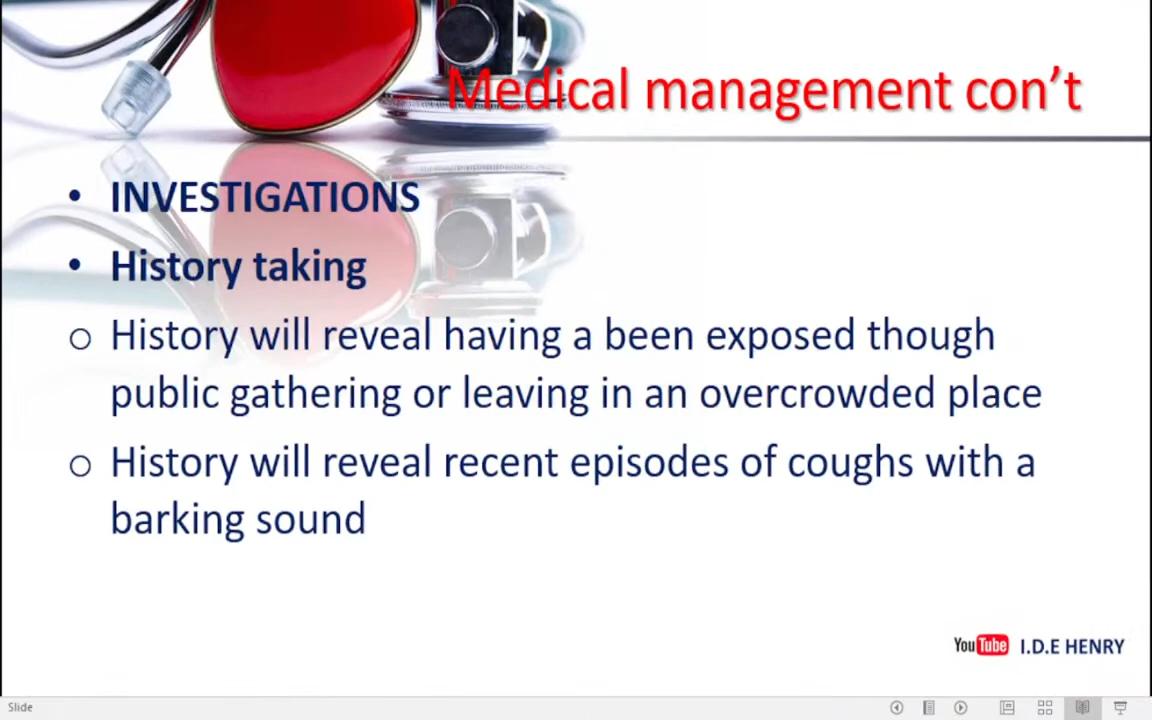 Medical management con’t
• INVESTIGATIONS
• History taking
o History will reveal having a been exposed though
public gathering or leaving in an overcrowded place
o History will reveal recent episodes of coughs with a
barking sound
YouTube I.D.E HENRY
Slide